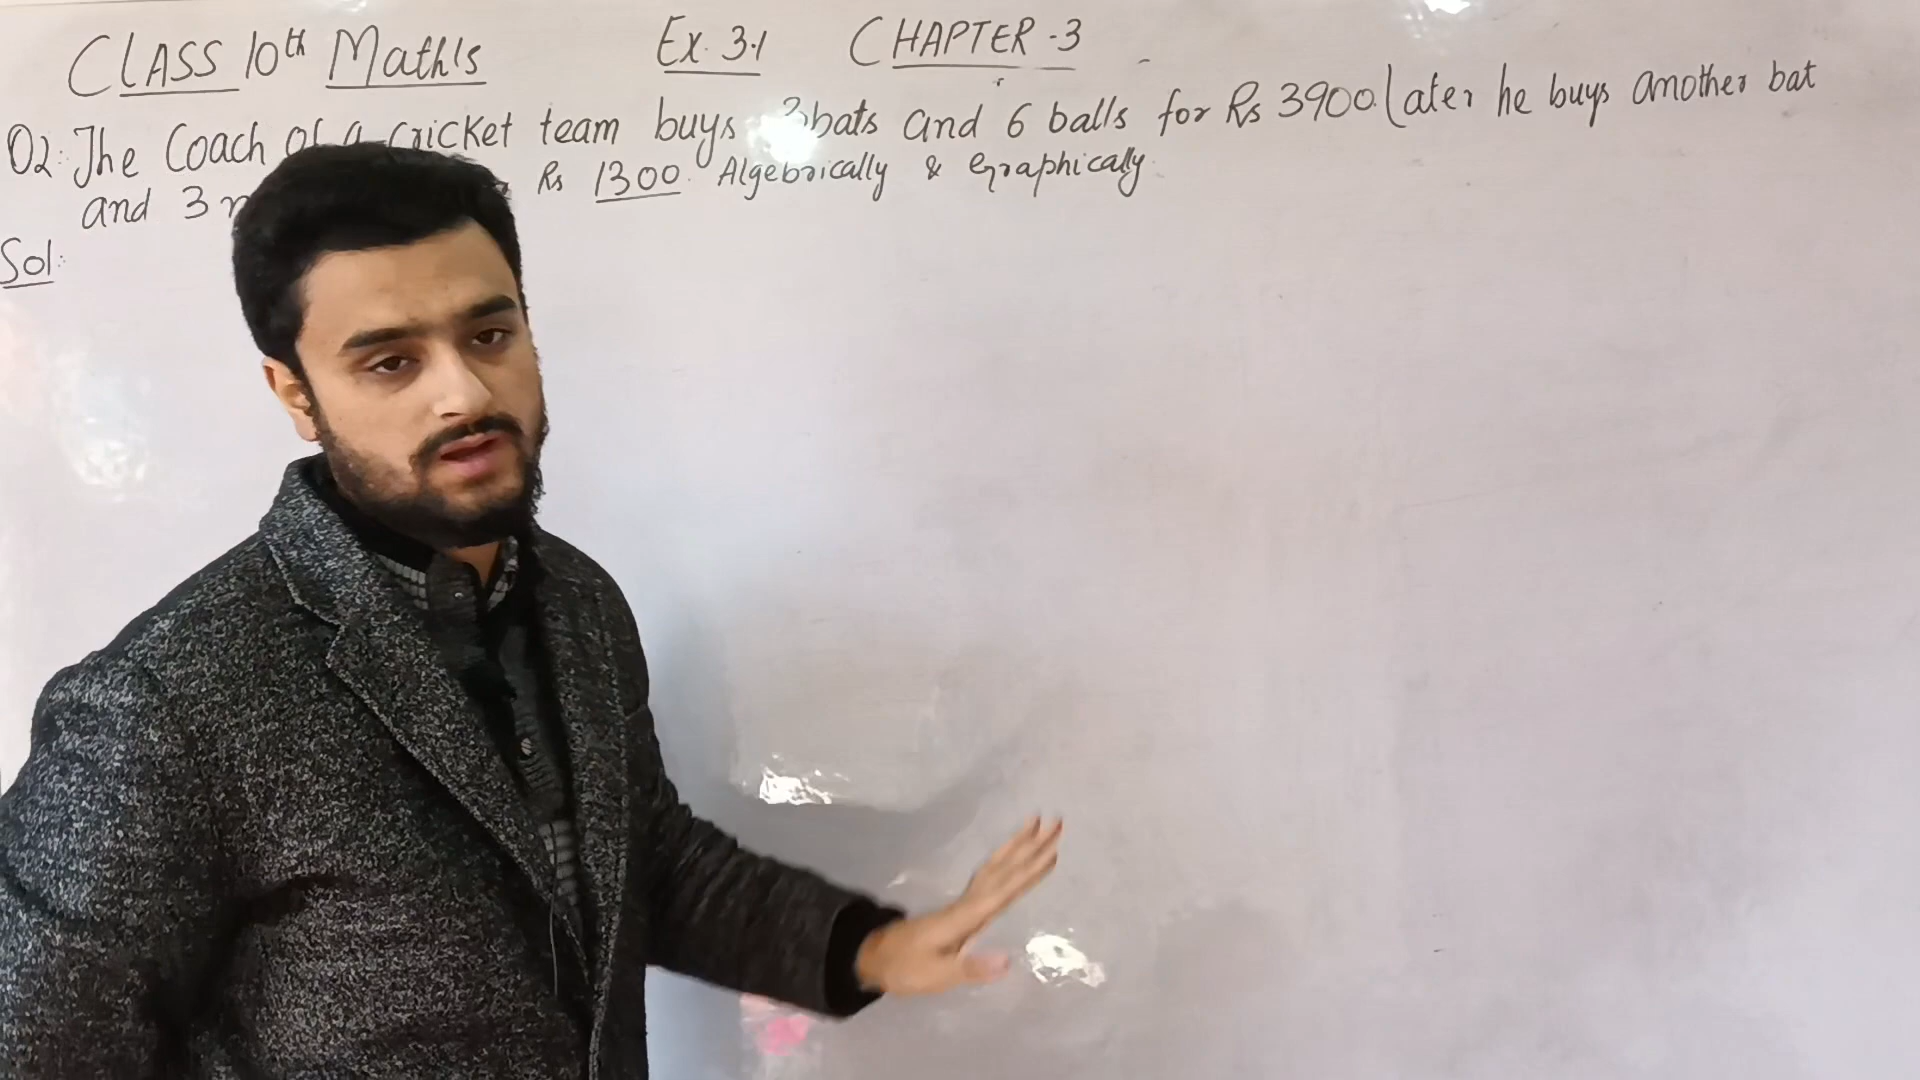 CLASS 10th Math's Ex. 3.1 CHAPTER-3
Q2: The Coach of a cricket team buys 3 bats and 6 balls for Rs 3900. Later he buys another bat
and 3 Rs 1300. Algebraically & Graphically.
Sol: